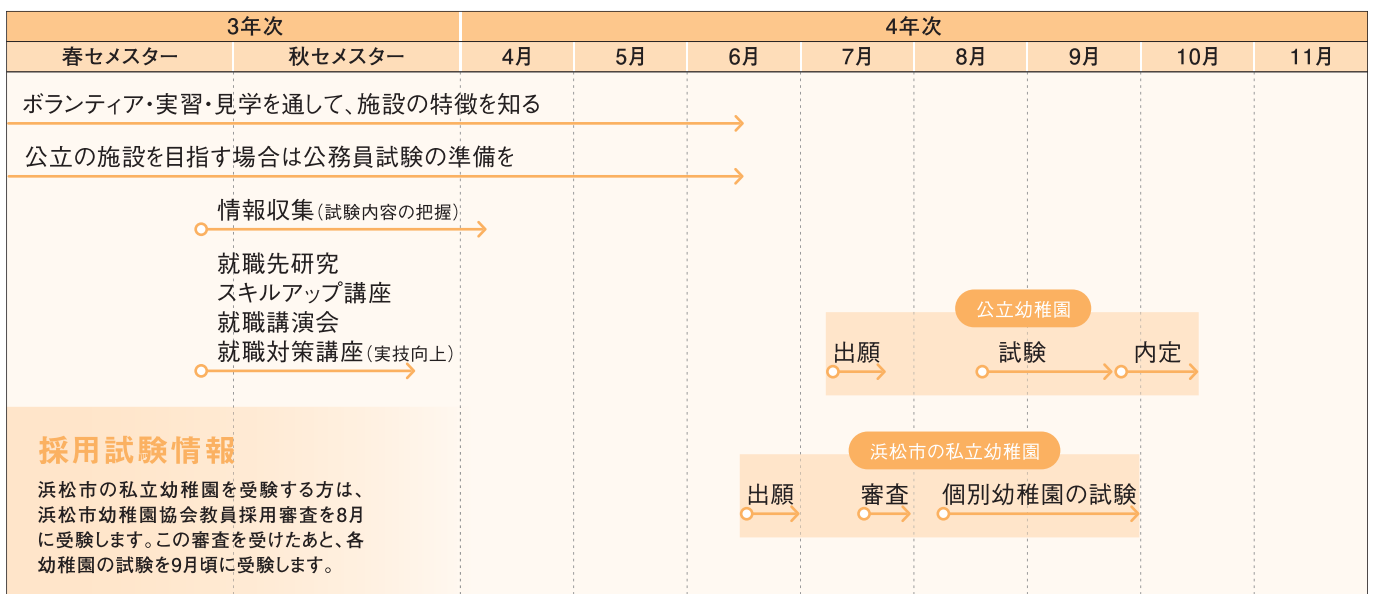 3年次
4年次
春セメスター
秋セメスター
4月
5月
6月
7月
8月
9月
10月
11月
ボランティア・実習・見学を通して、施設の特徴を知る
公立の施設を目指す場合は公務員試験の準備を
情報収集(試験内容の把握)
就職先研究
スキルアップ講座
就職講演会
就職対策講座(実技向上)
公立幼稚園
出願
試験
内定
浜松市の私立幼稚園
出願
審査
個別幼稚園の試験
採用試験情報
浜松市の私立幼稚園を受験する方は、
浜松市幼稚園協会教員採用審査を8月
に受験します。この審査を受けたあと、各
幼稚園の試験を9月頃に受験します。